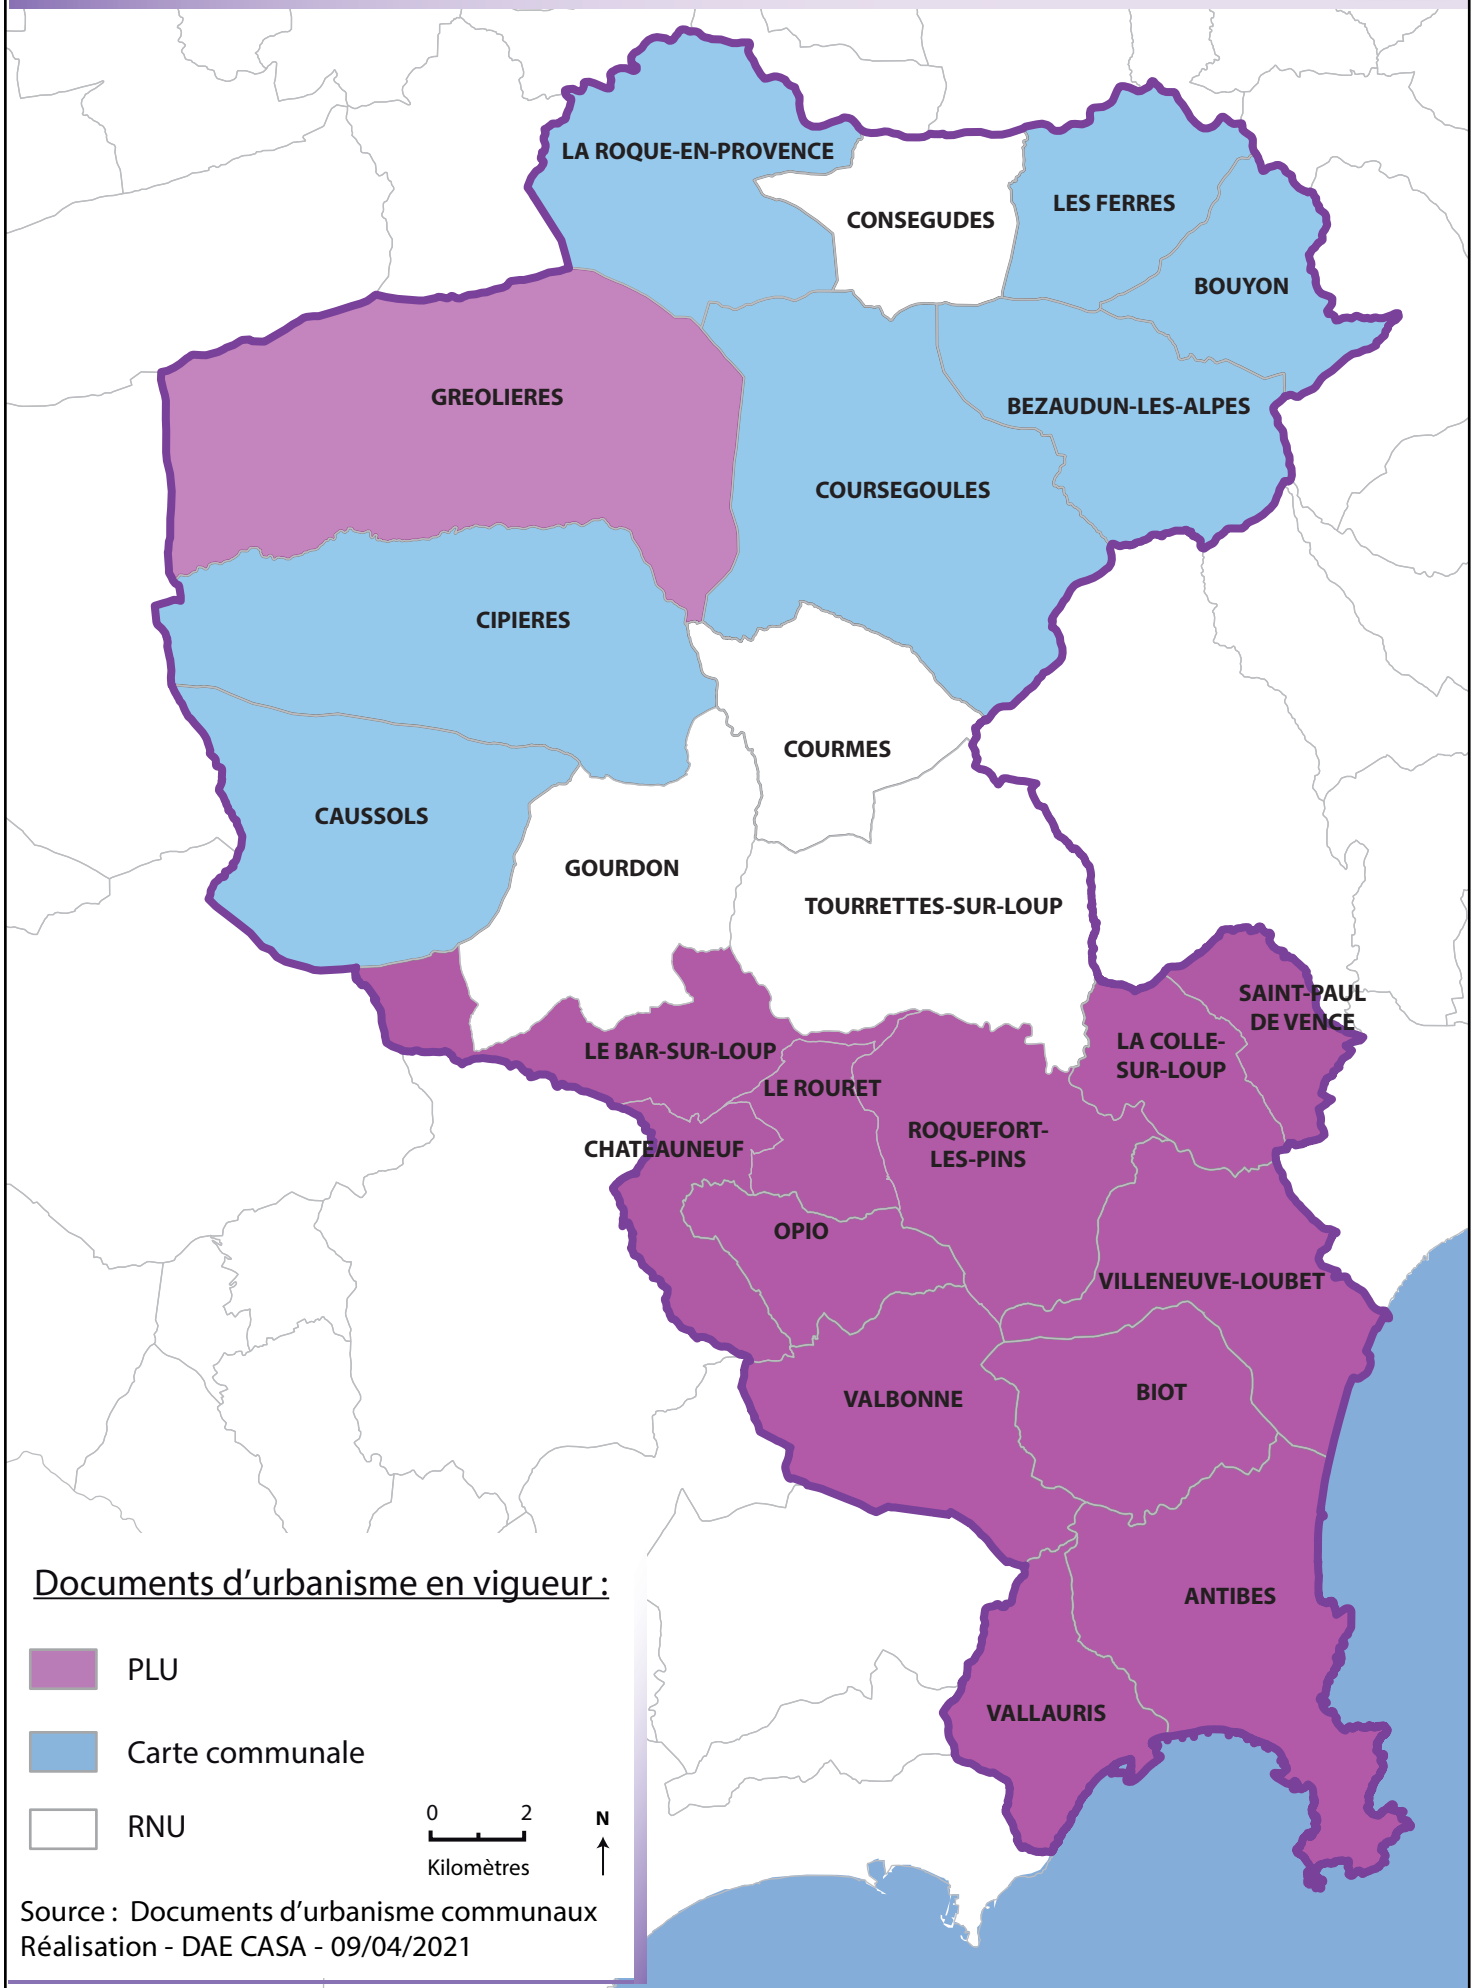 LA ROQUE-EN-PROVENCE
CONSEGUDES
LES FERRES
BOUYON
GREOLIERES
BEZAUDUN-LES-ALPES
COURSEGOULES
CIPIERES
COURMES
CAUSSOLS
GOURDON
TOURRETTES-SUR-LOUP
SAINT-PAUL
DE VENCE
LA COLLE-
SUR-LOUP
LE BAR-SUR-LOUP
LE ROURET
ROQUEFORT-
LES-PINS
CHATEAUNEUF
OPIO
VILLENEUVE-LOUBET
VALBONNE
BIOT
ANTIBES
VALLAURIS
Documents d'urbanisme en vigueur :
PLU
Carte communale
RNU
0 2
Kilomètres
N
Source : Documents d'urbanisme communaux
Réalisation - DAE CASA - 09/04/2021